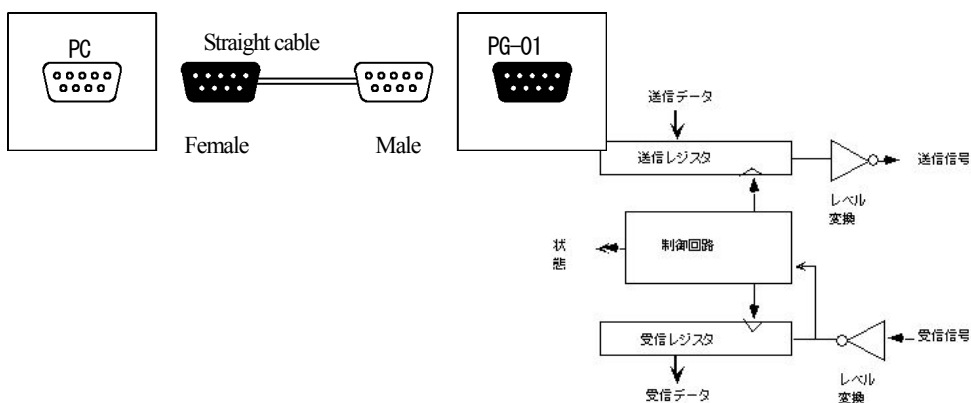 PC
Straight cable
PG-01
Female
Male
送信データ
送信レジスタ
送信信号
レベル
変換
制御回路
状
態
受信レジスタ
受信信号
レベル
変換
受信データ